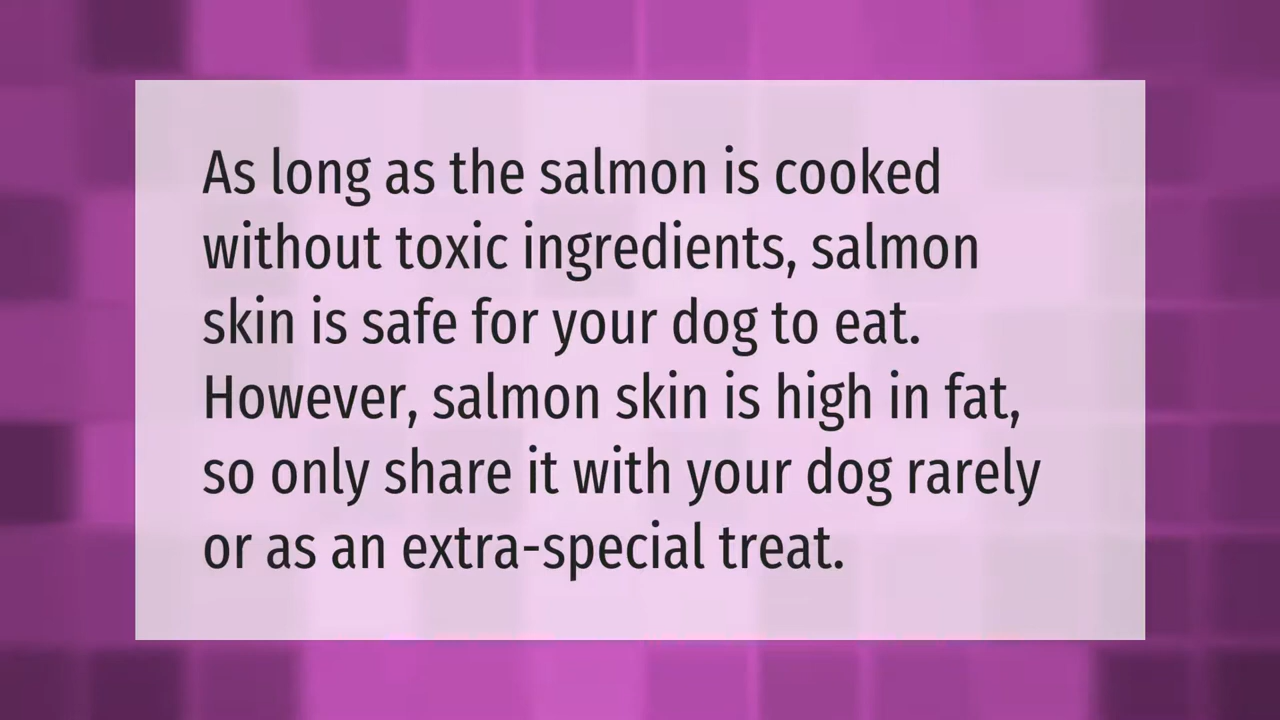 As long as the salmon is cooked
without toxic ingredients, salmon
skin is safe for your dog to eat.
However, salmon skin is high in fat,
so only share it with your dog rarely
or as an extra-special treat.